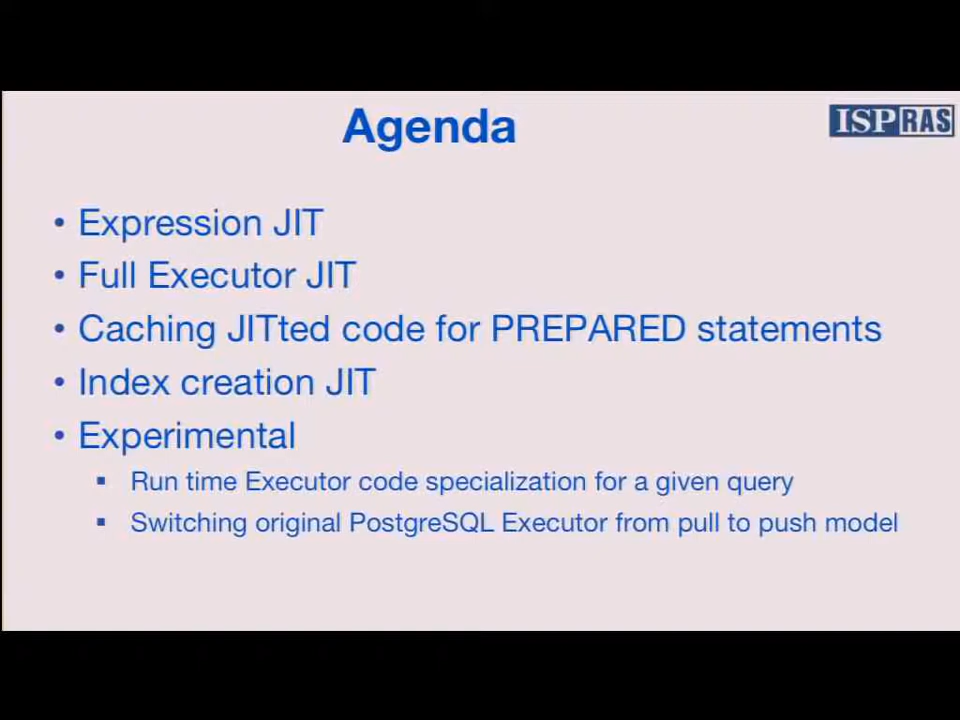 Agenda
ISPRAS
• Expression JIT
• Full Executor JIT
• Caching JITted code for PREPARED statements
• Index creation JIT
• Experimental
▪ Run time Executor code specialization for a given query
▪ Switching original PostgreSQL Executor from pull to push model